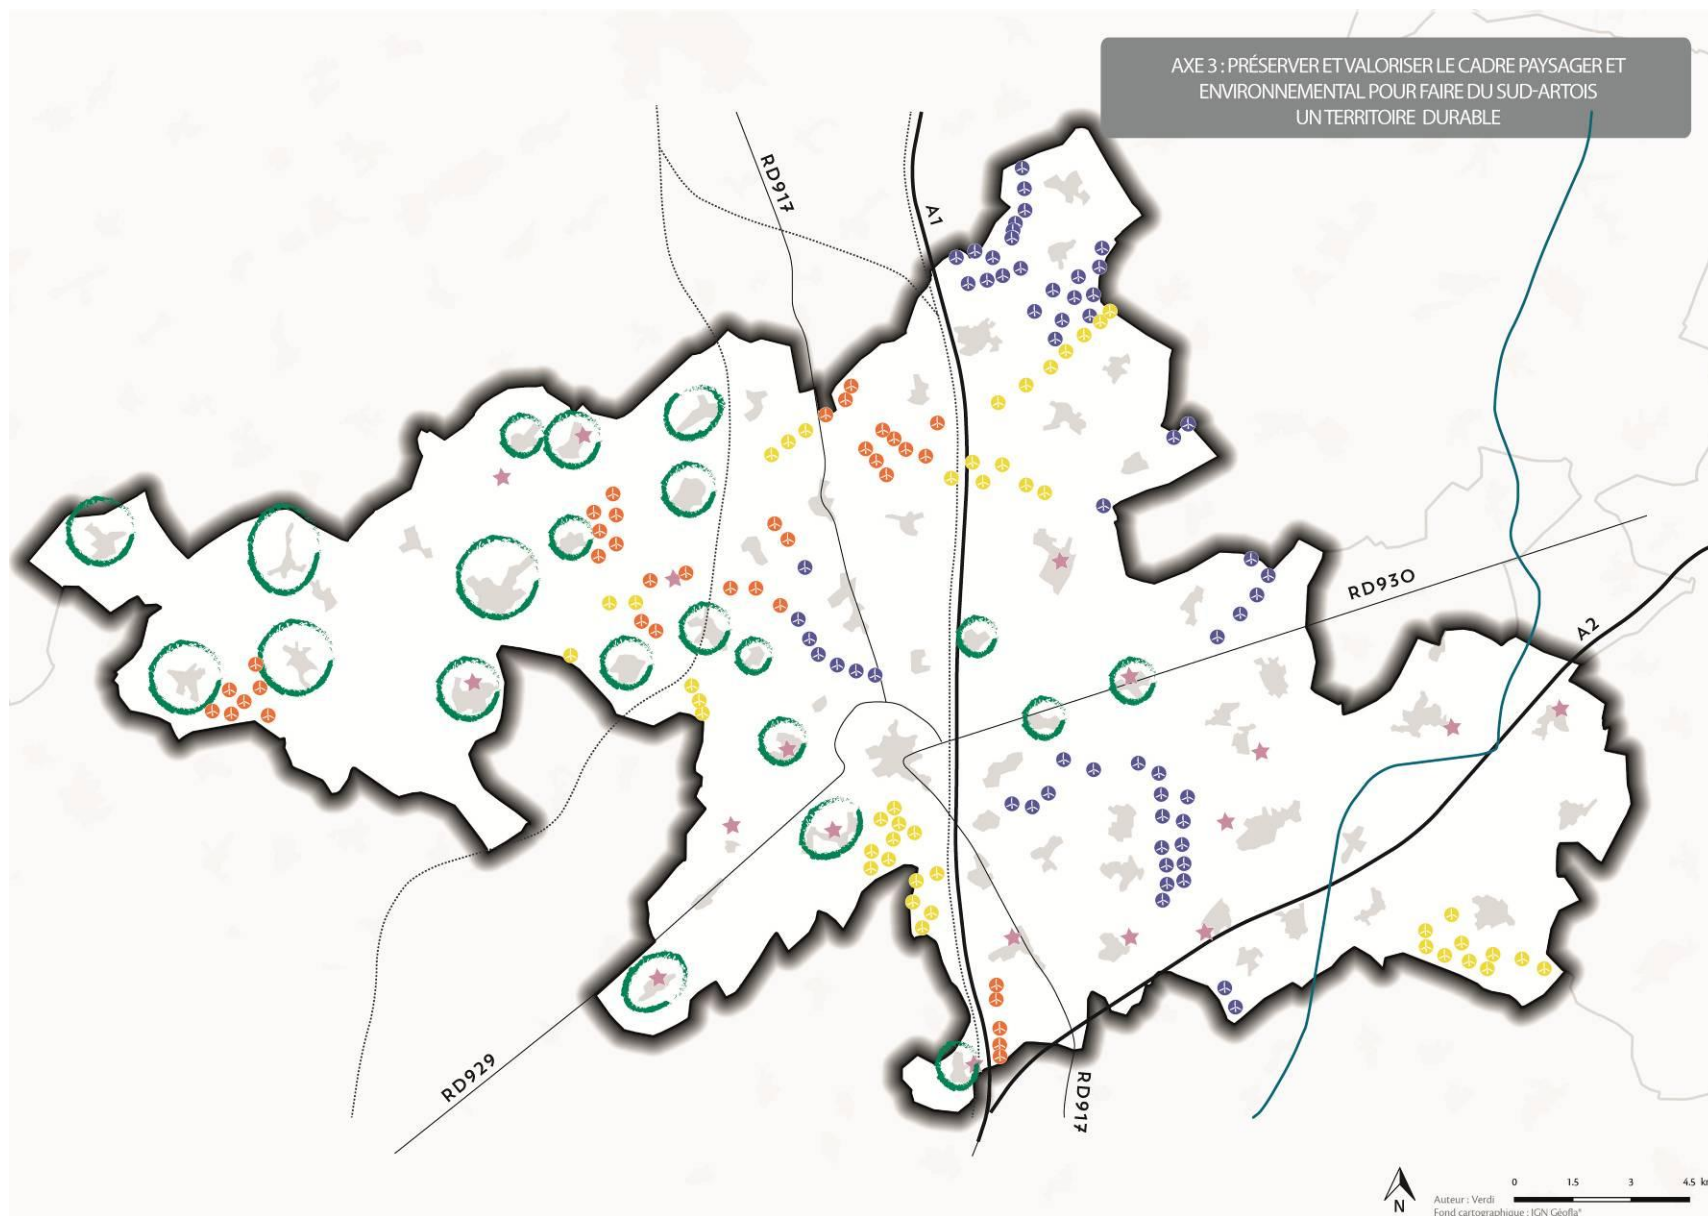 AXE 3 : PRÉSERVER ET VALORISER LE CADRE PAYSAGER ET
ENVIRONNEMENTAL POUR FAIRE DU SUD-ARTOIS
UN TERRITOIRE DURABLE
RD917
A1
RD930
A2
RD929
RD917
N
0 1.5 3 4.5 km
Auteur : Verdi
Fond cartographique : IGN Géofla®